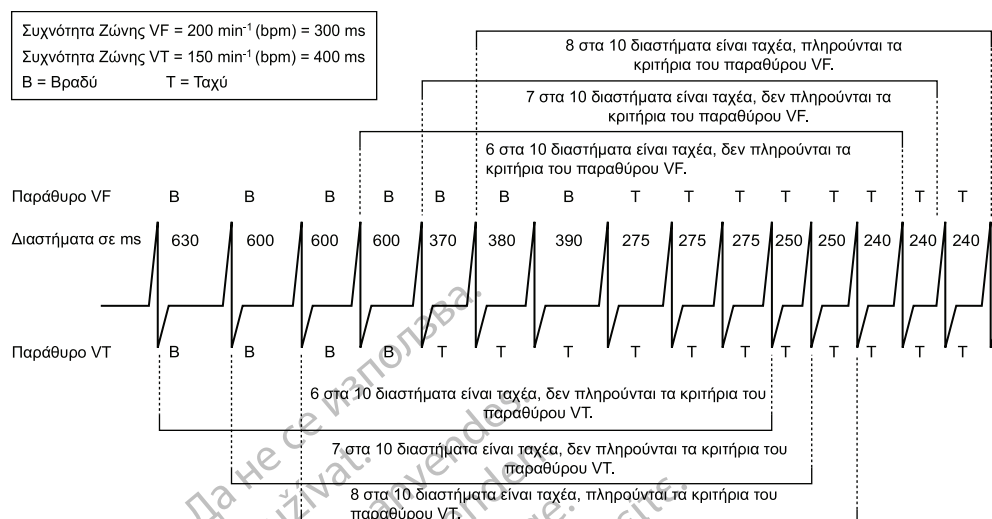 Συχνότητα Ζώνης VF = 200 min⁻¹ (bpm) = 300 ms
Συχνότητα Ζώνης VT = 150 min⁻¹ (bpm) = 400 ms
Β = Βραδύ Τ = Ταχύ
8 στα 10 διαστήματα είναι ταχέα, πληρούνται τα
κριτήρια του παραθύρου VF.
7 στα 10 διαστήματα είναι ταχέα, δεν πληρούνται τα
κριτήρια του παραθύρου VF.
6 στα 10 διαστήματα είναι ταχέα, δεν πληρούνται τα
κριτήρια του παραθύρου VF.
Παράθυρο VF Β Β Β Β Β Β Β Τ Τ Τ Τ Τ Τ Τ Τ
Διαστήματα σε ms 630 600 600 600 370 380 390 275 275 275 250 250 240 240 240
Παράθυρο VT Β Β Β Β Τ Τ Τ Τ Τ Τ Τ Τ Τ Τ Τ
6 στα 10 διαστήματα είναι ταχέα, δεν πληρούνται τα κριτήρια του
παραθύρου VT.
7 στα 10 διαστήματα είναι ταχέα, δεν πληρούνται τα κριτήρια του
παραθύρου VT.
8 στα 10 διαστήματα είναι ταχέα, πληρούνται τα κριτήρια του
παραθύρου VT.
Да не се използва.